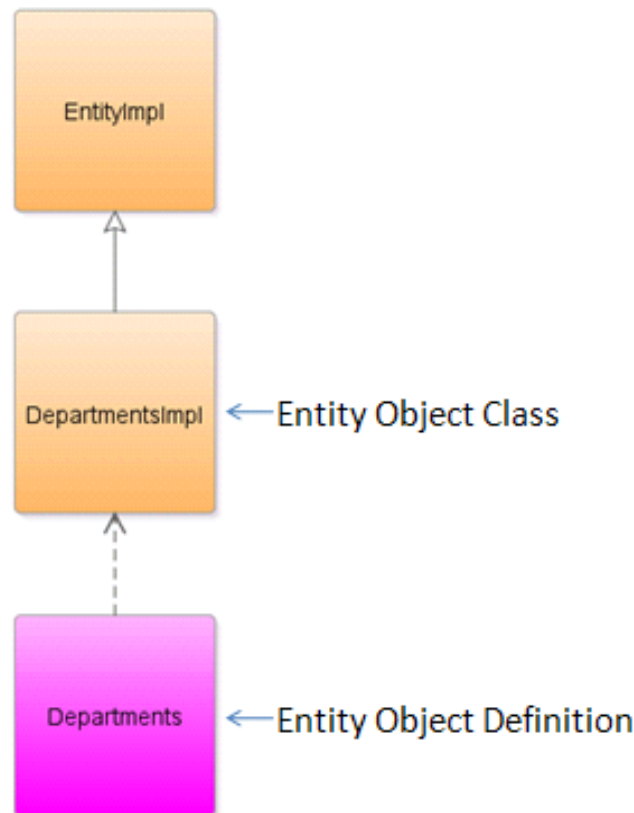 EntityImpl
DepartmentsImpl
Entity Object Class
Departments
Entity Object Definition